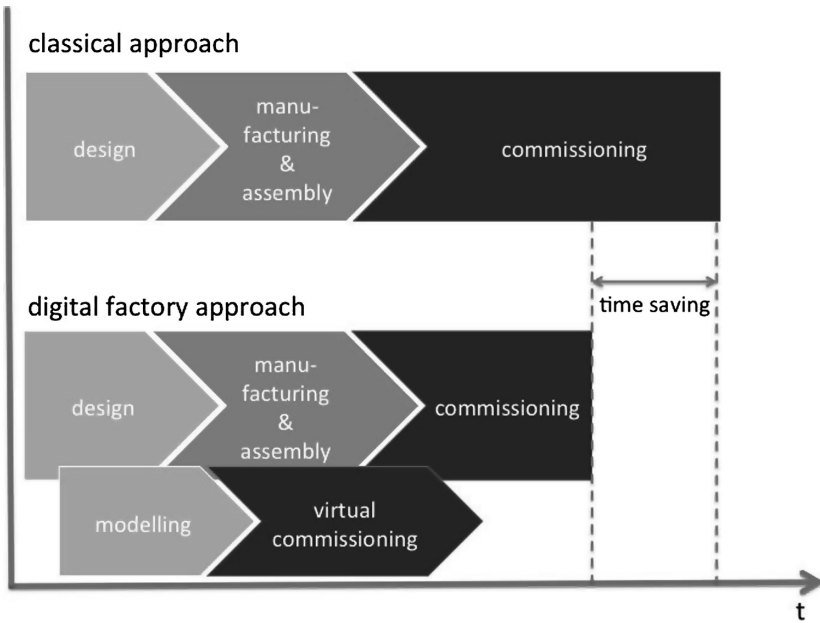 classical approach
design
manu-
facturing
&
assembly
commissioning
time saving
digital factory approach
design
manu-
facturing
&
assembly
commissioning
modelling
virtual
commissioning
t